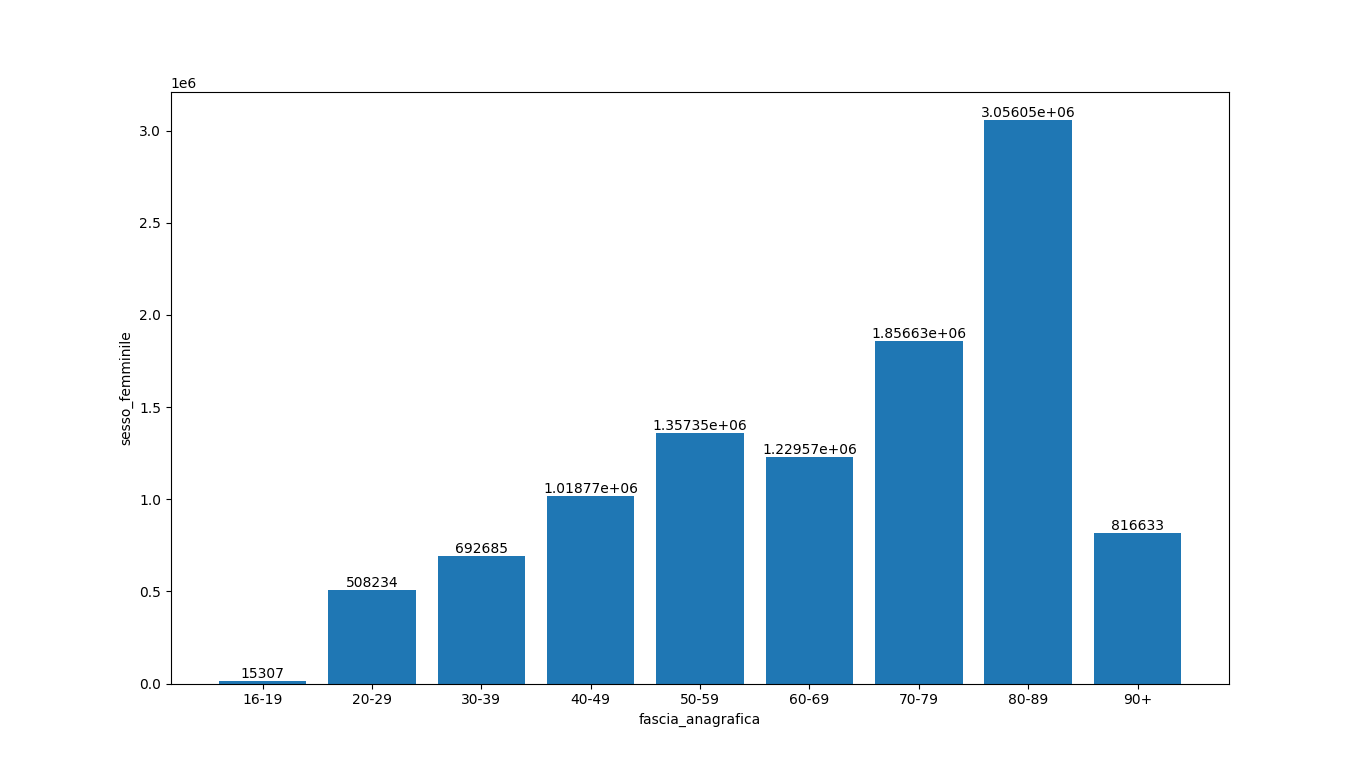 1e6
3.0
2.5
2.0
1.5
1.0
0.5
0.0
sesso_femminile
15307
508234
692685
1.01877e+06
1.35735e+06
1.22957e+06
1.85663e+06
3.05605e+06
816633
16-19 20-29 30-39 40-49 50-59 60-69 70-79 80-89 90+
fascia_anagrafica